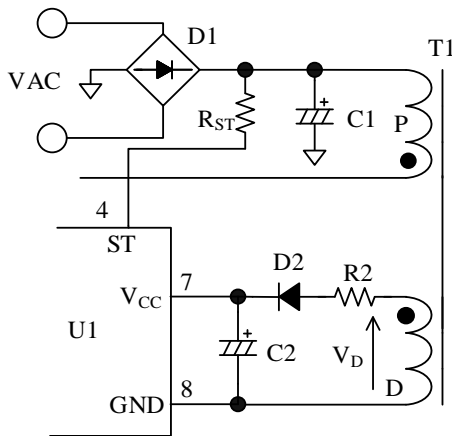 D1
T1
VAC
R_ST
C1
P
4
ST
D2
R2
V_CC
7
U1
C2
V_D
GND
8
D